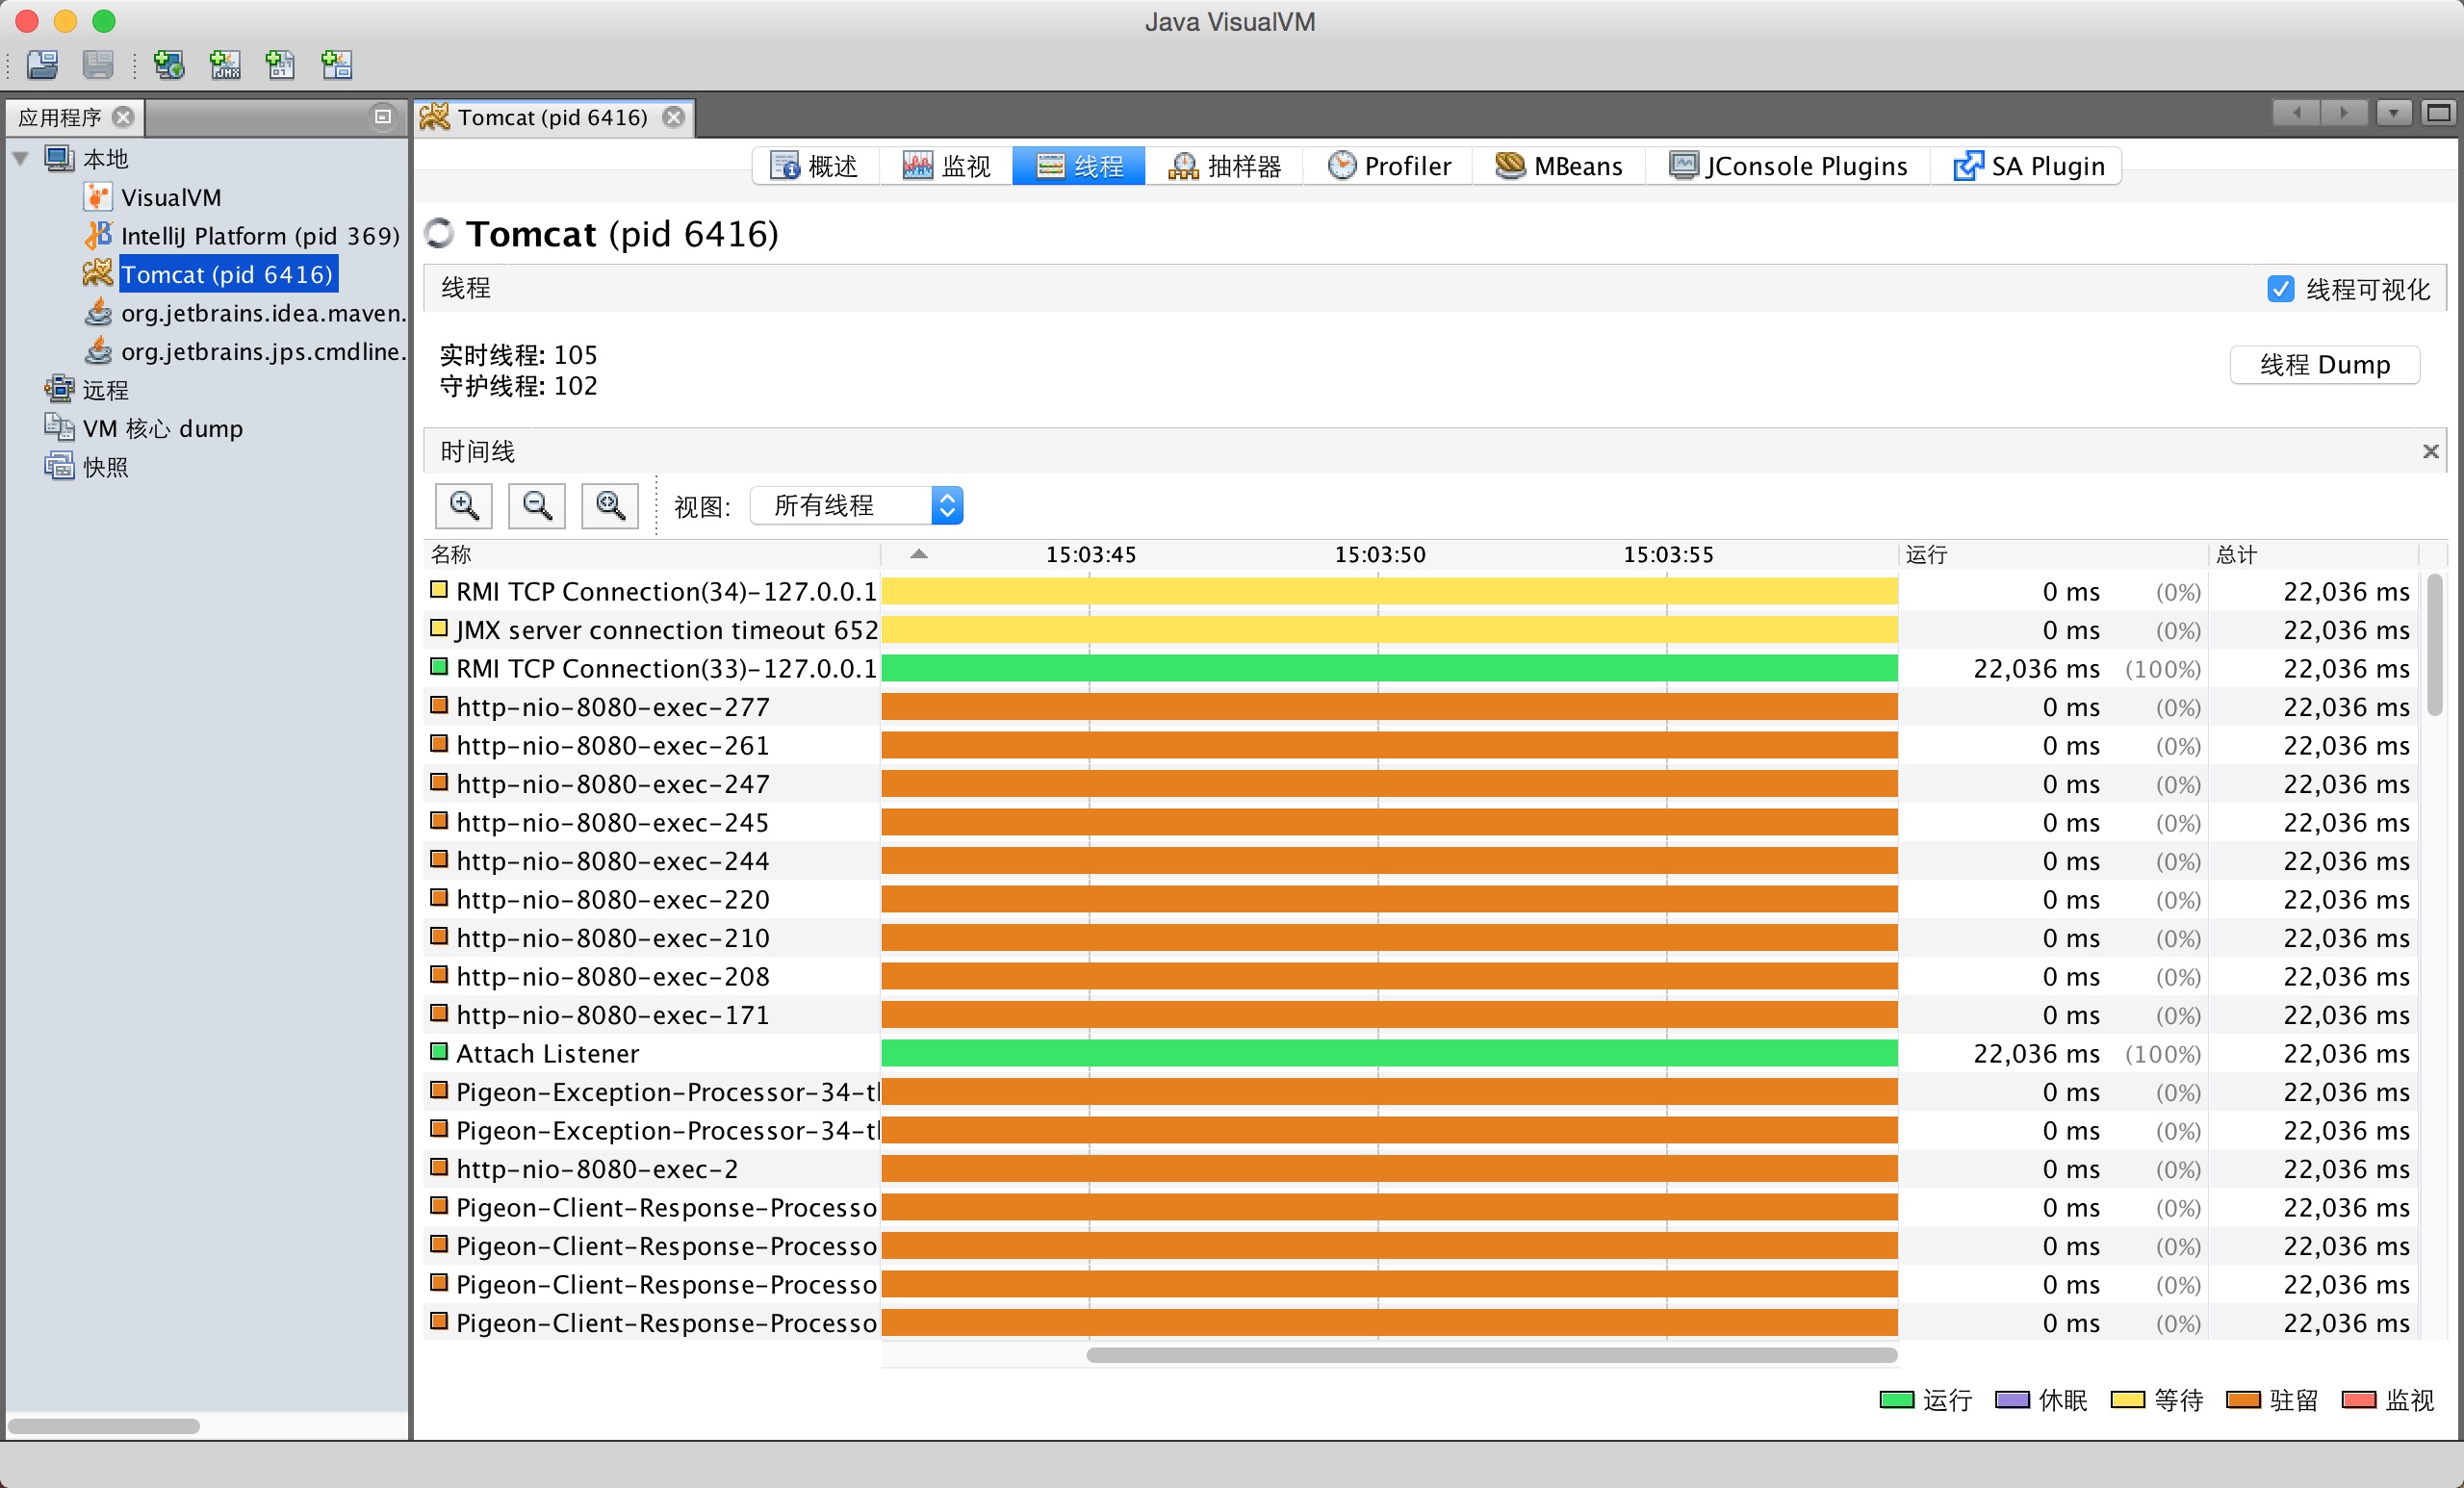 Java VisualVM
应用程序
Tomcat (pid 6416)
本地
VisualVM
IntelliJ Platform (pid 369)
Tomcat (pid 6416)
org.jetbrains.idea.maven.
org.jetbrains.jps.cmdline.
远程
VM 核心 dump
快照
概述 监视 线程 抽样器 Profiler MBeans JConsole Plugins SA Plugin
Tomcat (pid 6416)
线程 线程可视化
实时线程: 105
守护线程: 102
线程 Dump
时间线
视图: 所有线程
名称 15:03:45 15:03:50 15:03:55 运行 总计
RMI TCP Connection(34)-127.0.0.1 0 ms (0%) 22,036 ms
JMX server connection timeout 652 0 ms (0%) 22,036 ms
RMI TCP Connection(33)-127.0.0.1 22,036 ms (100%) 22,036 ms
http-nio-8080-exec-277 0 ms (0%) 22,036 ms
http-nio-8080-exec-261 0 ms (0%) 22,036 ms
http-nio-8080-exec-247 0 ms (0%) 22,036 ms
http-nio-8080-exec-245 0 ms (0%) 22,036 ms
http-nio-8080-exec-244 0 ms (0%) 22,036 ms
http-nio-8080-exec-220 0 ms (0%) 22,036 ms
http-nio-8080-exec-210 0 ms (0%) 22,036 ms
http-nio-8080-exec-208 0 ms (0%) 22,036 ms
http-nio-8080-exec-171 0 ms (0%) 22,036 ms
Attach Listener 22,036 ms (100%) 22,036 ms
Pigeon-Exception-Processor-34-t 0 ms (0%) 22,036 ms
Pigeon-Exception-Processor-34-t 0 ms (0%) 22,036 ms
http-nio-8080-exec-2 0 ms (0%) 22,036 ms
Pigeon-Client-Response-Processo 0 ms (0%) 22,036 ms
Pigeon-Client-Response-Processo 0 ms (0%) 22,036 ms
Pigeon-Client-Response-Processo 0 ms (0%) 22,036 ms
Pigeon-Client-Response-Processo 0 ms (0%) 22,036 ms
运行 休眠 等待 驻留 监视